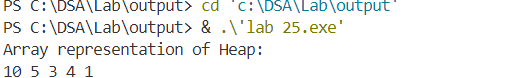 PS C:\DSA\Lab\output> cd 'c:\DSA\Lab\output'
PS C:\DSA\Lab\output> & .\'lab 25.exe'
Array representation of Heap:
10 5 3 4 1